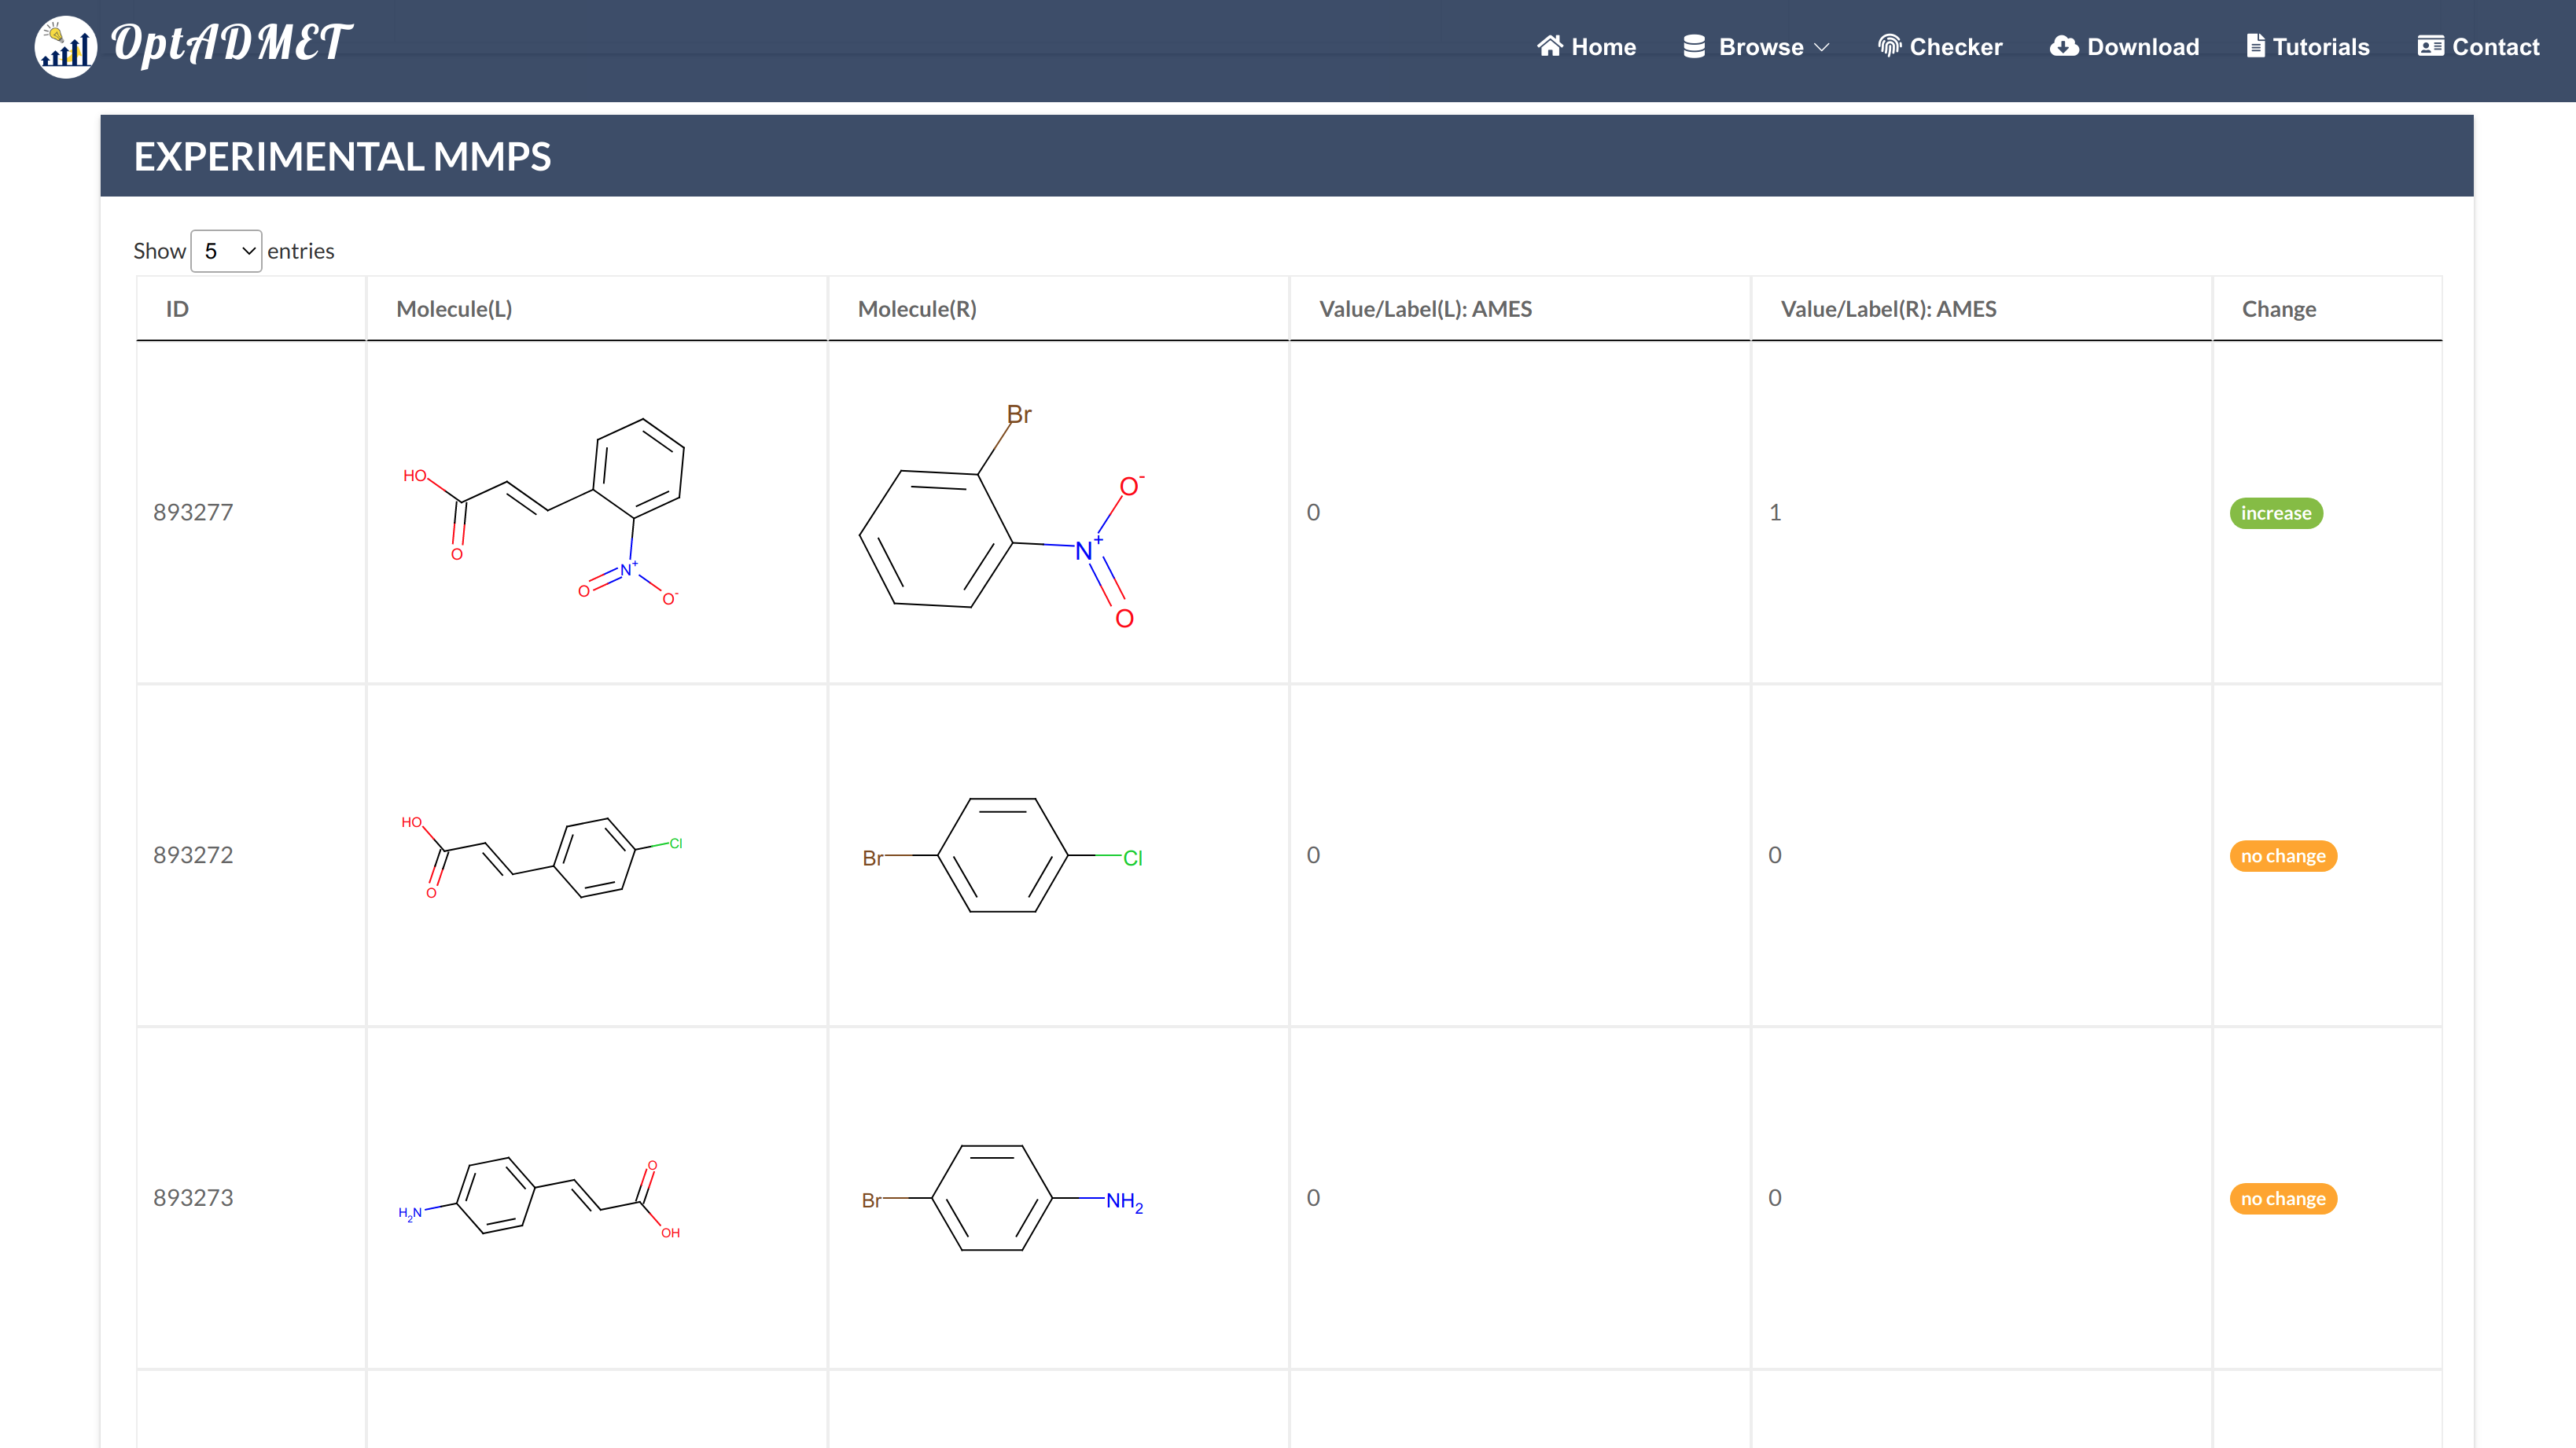 OptADMET
Home Browse Checker Download Tutorials Contact
EXPERIMENTAL MMPS
Show 5 entries
ID Molecule(L) Molecule(R) Value/Label(L): AMES Value/Label(R): AMES Change
893277 0 1 increase
HO
O
N+
O
O-
Br
O-
N+
O
893272 0 0 no change
HO
O
Cl
Br Cl
893273 0 0 no change
H2N
O
OH
Br NH2